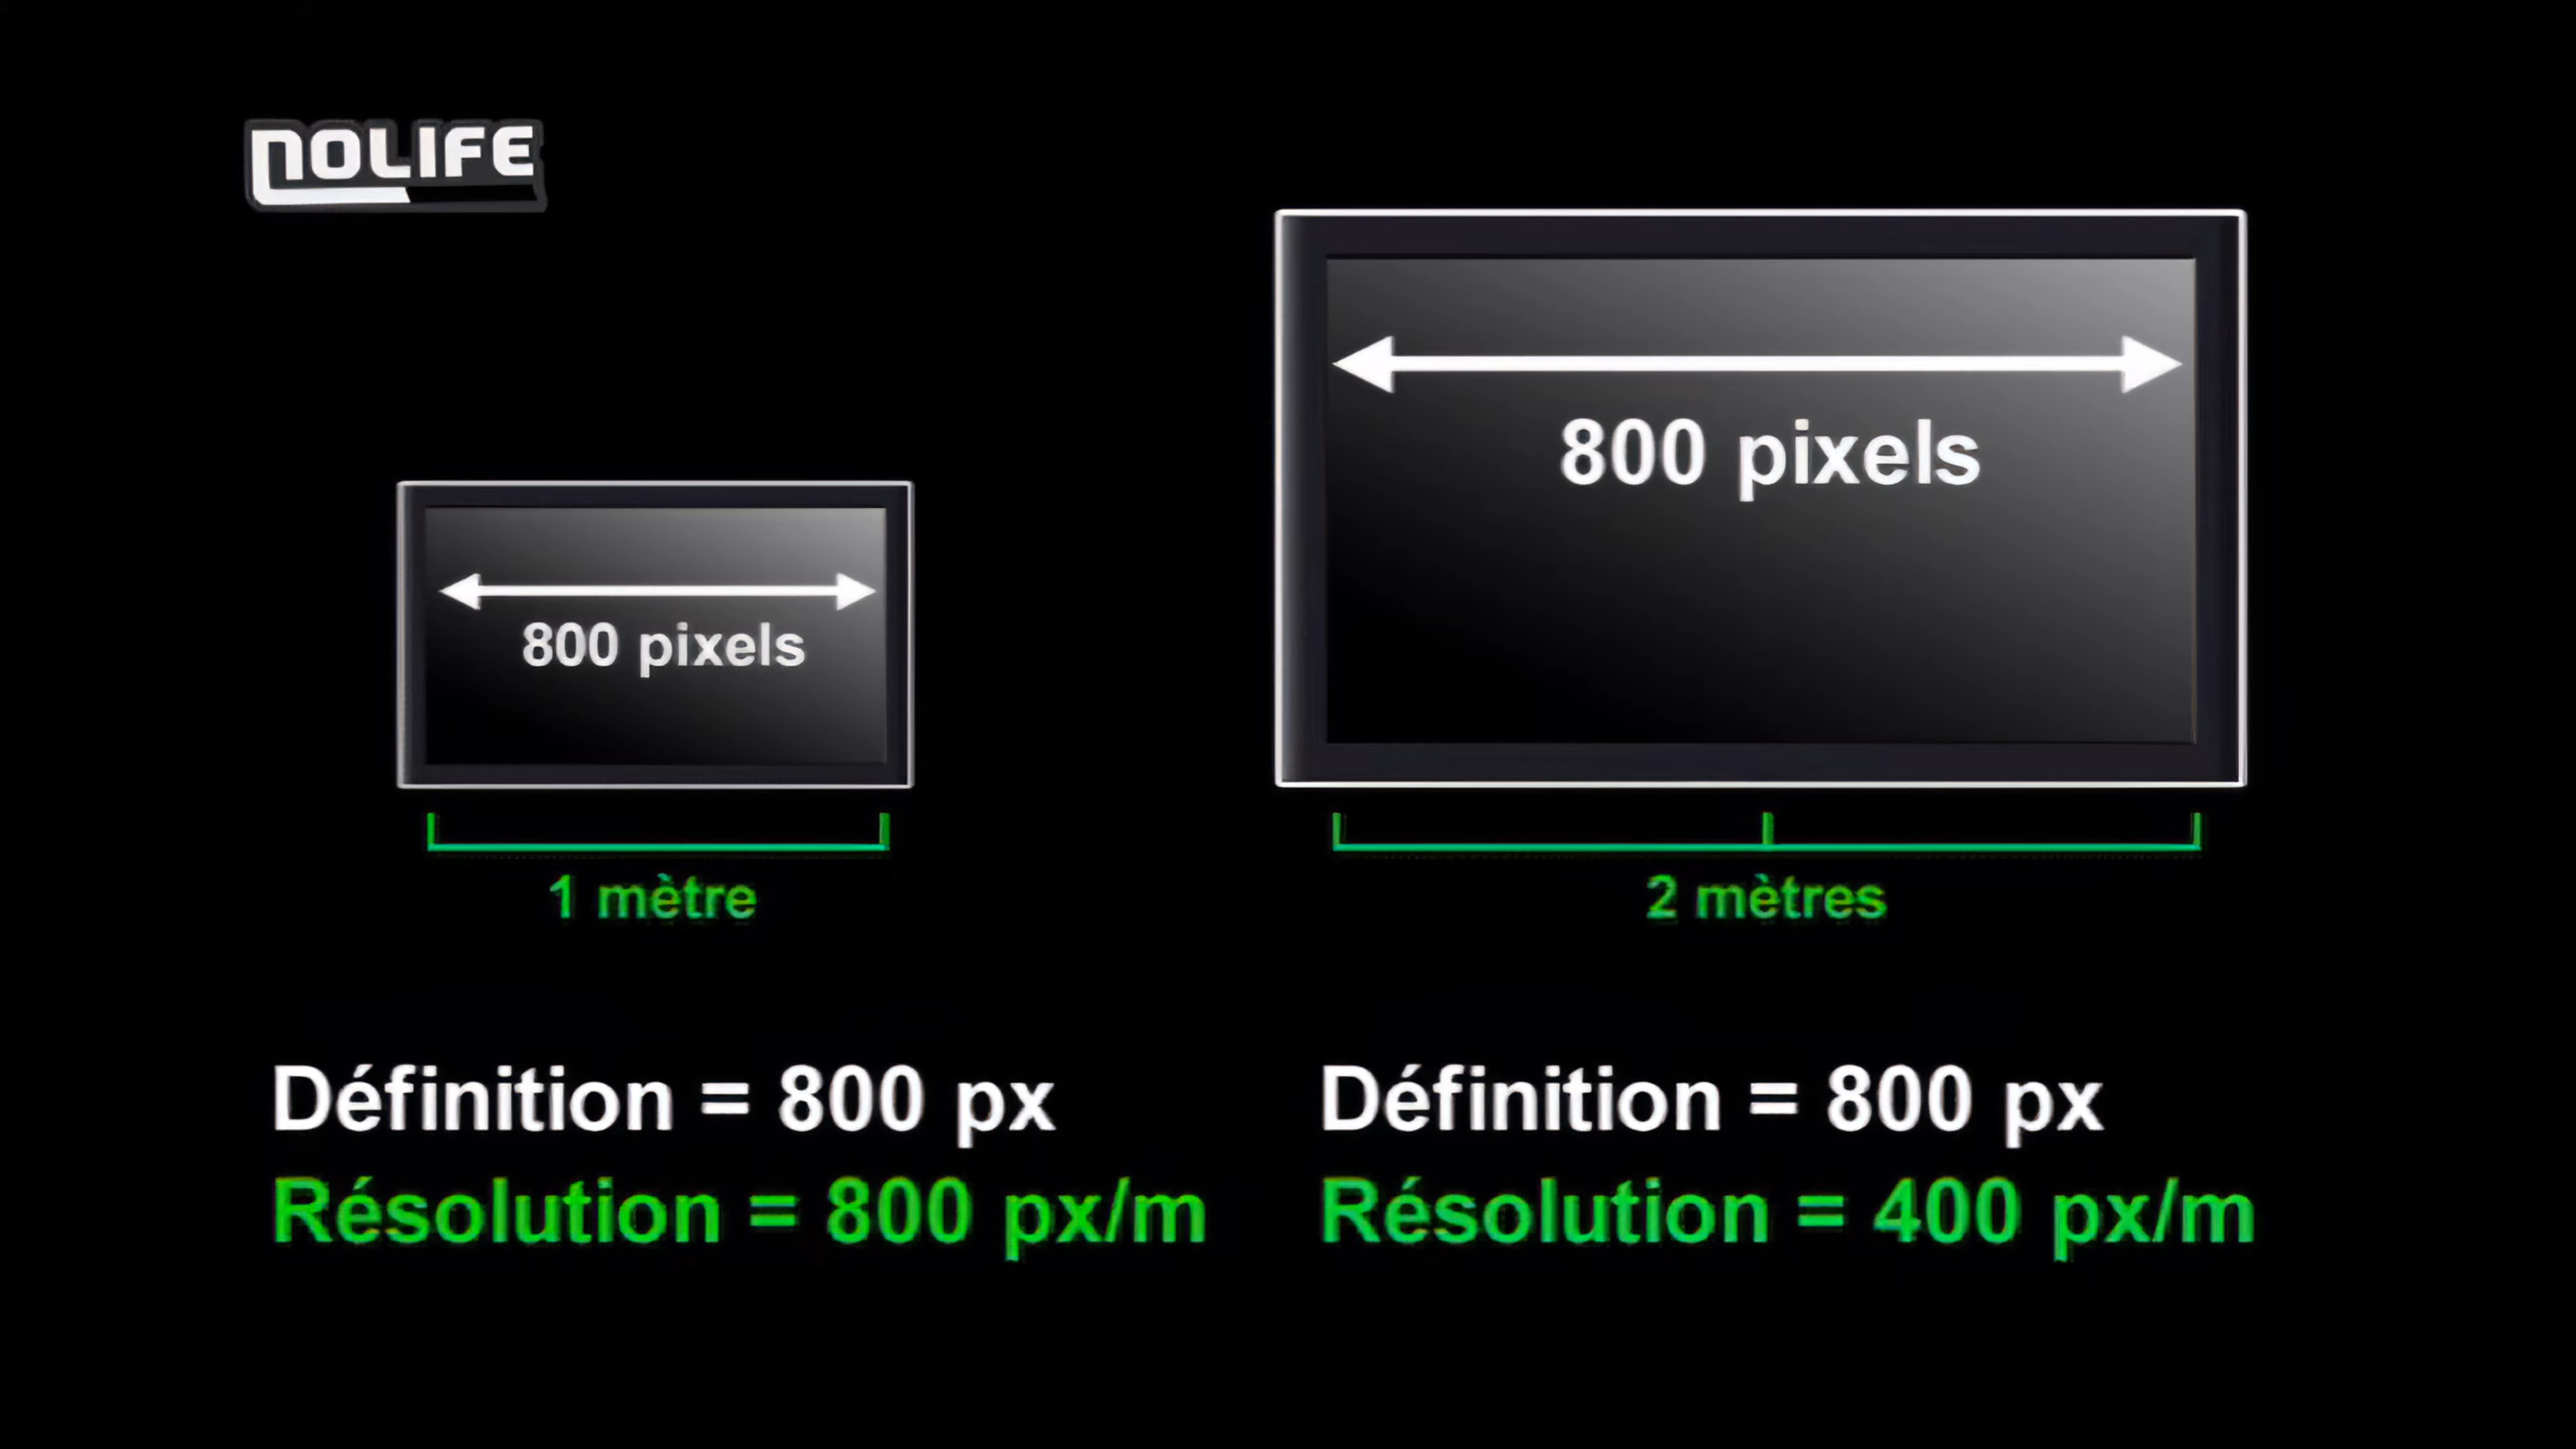 NOLIFE
800 pixels
1 mètre
Définition = 800 px
Résolution = 800 px/m
800 pixels
2 mètres
Définition = 800 px
Résolution = 400 px/m